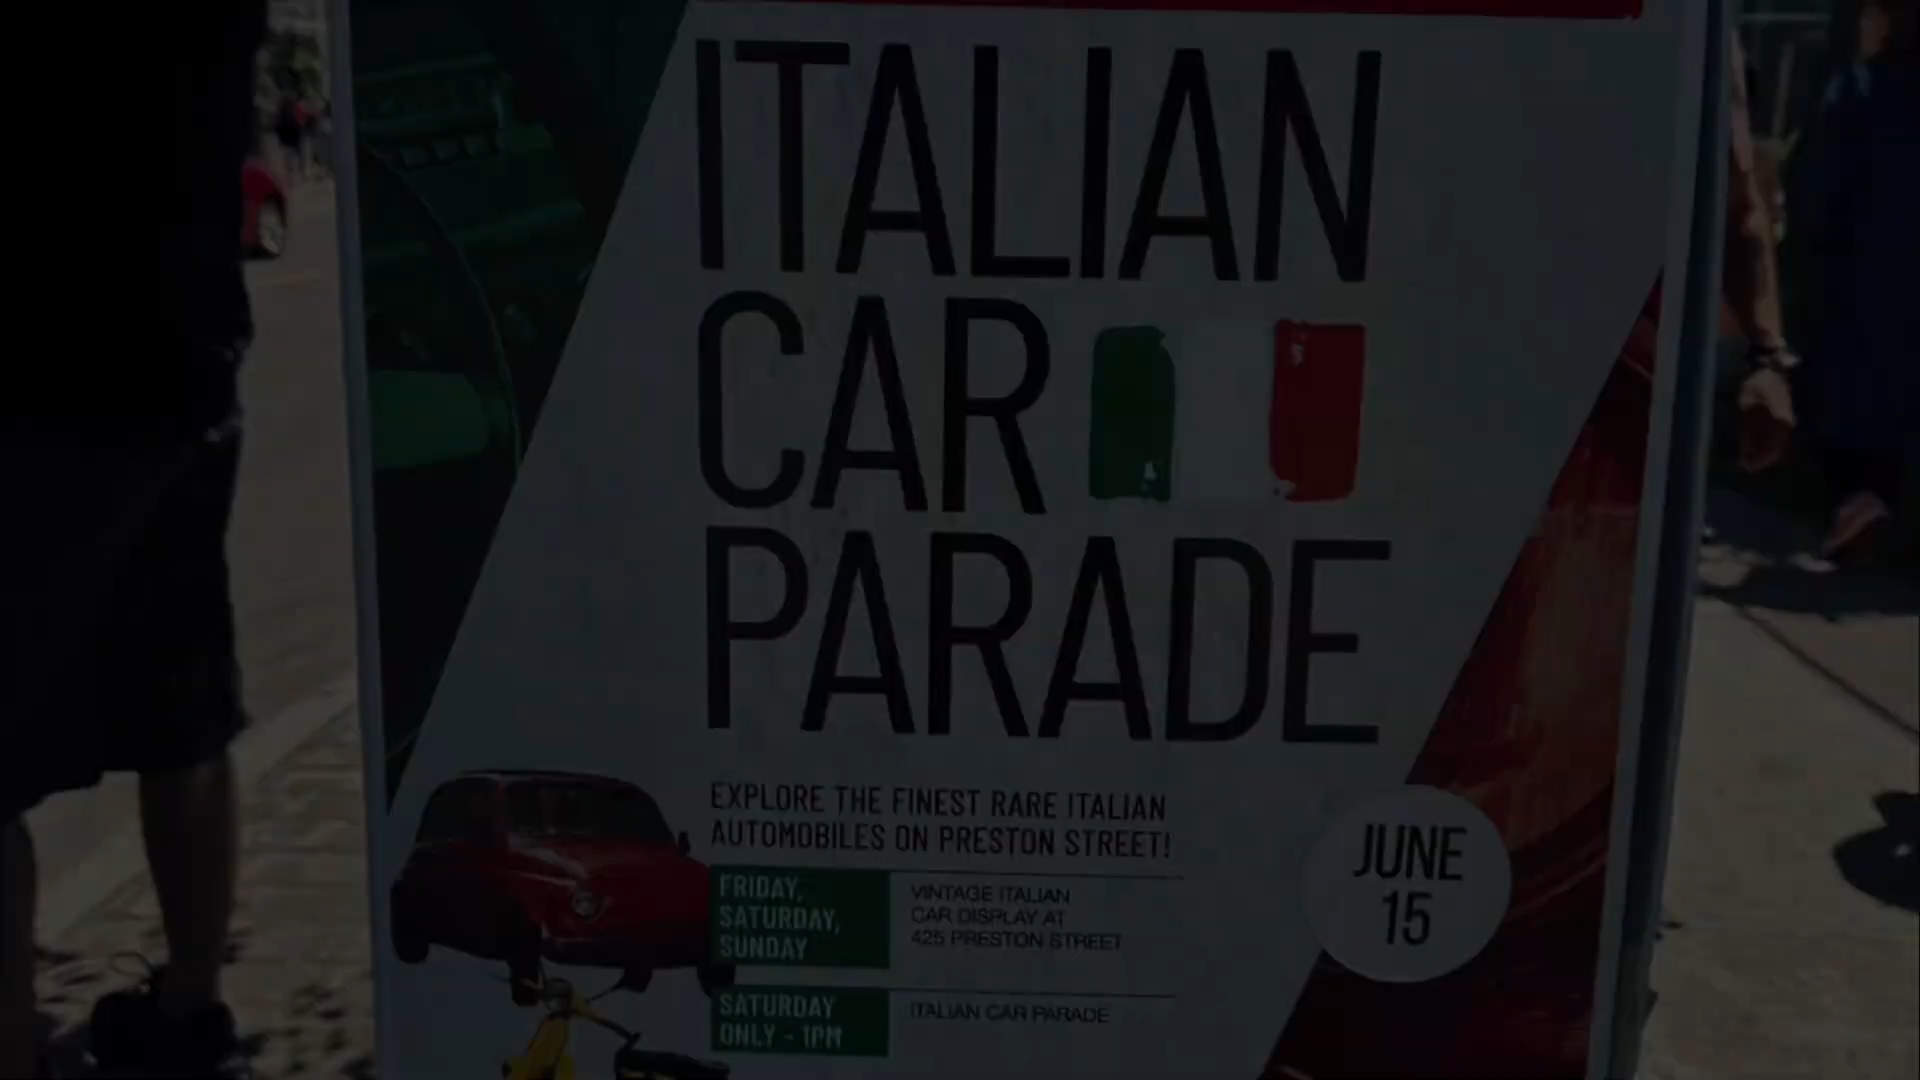 ITALIAN
CAR
PARADE
EXPLORE THE FINEST RARE ITALIAN
AUTOMOBILES ON PRESTON STREET!
FRIDAY,
SATURDAY,
SUNDAY
VINTAGE ITALIAN
CAR DISPLAY AT
425 PRESTON STREET
SATURDAY
ONLY - 1PM
ITALIAN CAR PARADE
JUNE
15